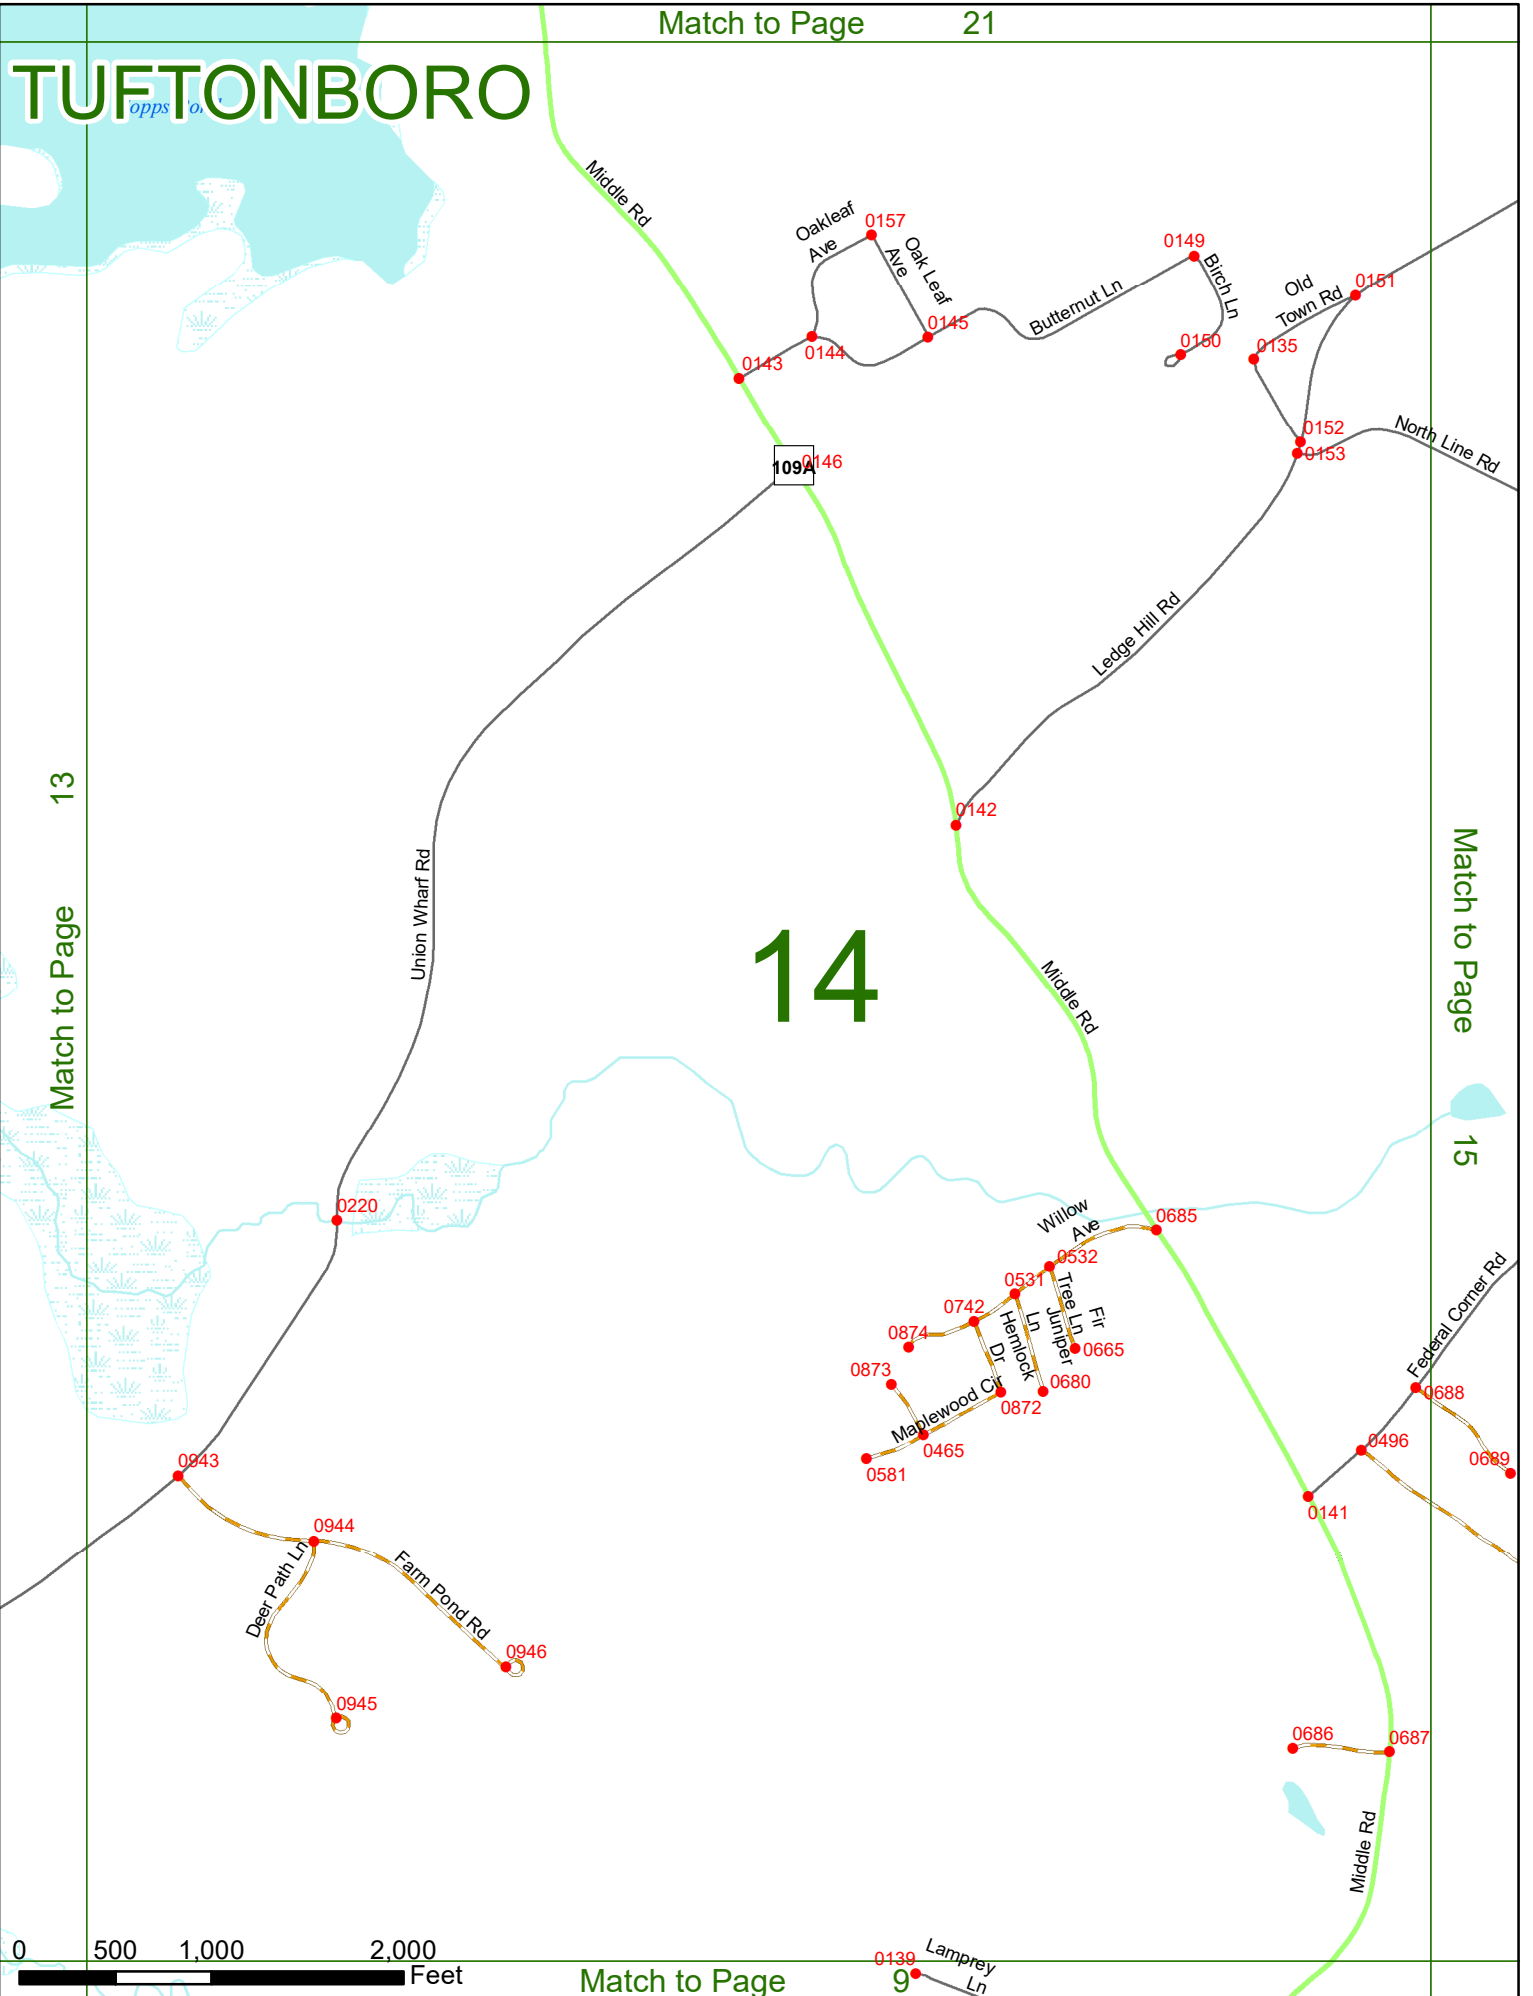 Match to Page 21
TUFTONBORO
Middle Rd
Oakleaf
Ave
0157
Oak Leaf
Ave
0149
Birch Ln
Old
Town Rd
0151
Butternut Ln
0145
0144
0143
0150
0135
0152
0153
North Line Rd
109A
0146
Ledge Hill Rd
0142
Match to Page 13
Union Wharf Rd
14
Middle Rd
Match to Page 15
0220
Willow
Ave
0685
0532
0531
0742
0874
Fir
Tree Ln
Juniper
Ln
Hemlock
Dr
0665
0680
0873
0872
Maplewood Cir
0465
0581
Federal Corner Rd
0688
0496
0689
0141
0943
0944
Deer Path Ln
Farm Pond Rd
0946
0945
0686
0687
Middle Rd
0 500 1,000 2,000
Feet
Match to Page 9
0139
Lamprey
Ln